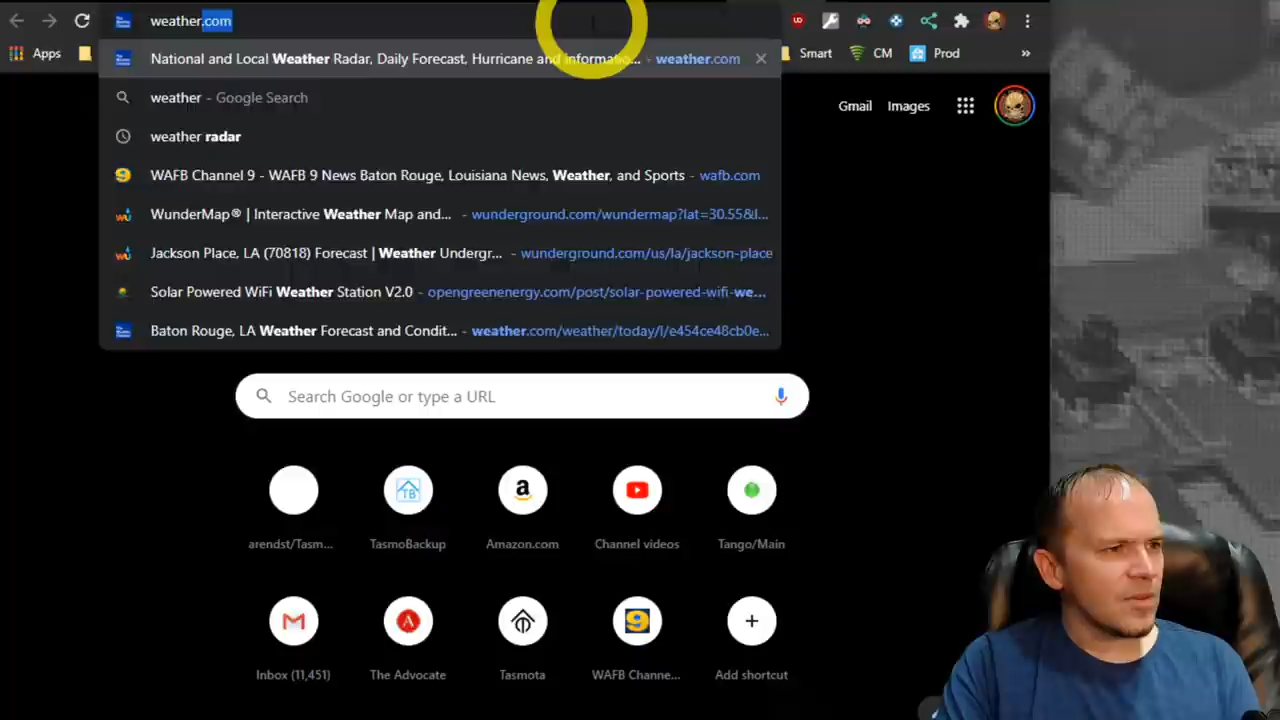 weather.com
Apps
Smart
CM
Prod
»
National and Local Weather Radar, Daily Forecast, Hurricane and informatio... - weather.com
weather - Google Search
weather radar
WAFB Channel 9 - WAFB 9 News Baton Rouge, Louisiana News, Weather, and Sports - wafb.com
WunderMap® | Interactive Weather Map and... - wunderground.com/wundermap?lat=30.55&l...
Jackson Place, LA (70818) Forecast | Weather Undergr... - wunderground.com/us/la/jackson-place
Solar Powered WiFi Weather Station V2.0 - opengreenenergy.com/post/solar-powered-wifi-we...
Baton Rouge, LA Weather Forecast and Condit... - weather.com/weather/today/l/e454ce48cb0e...
Gmail
Images
Search Google or type a URL
TB
a
arendst/Tasm...
TasmoBackup
Amazon.com
Channel videos
Tango/Main
M
A
9
+
Inbox (11,451)
The Advocate
Tasmota
WAFB Channe...
Add shortcut